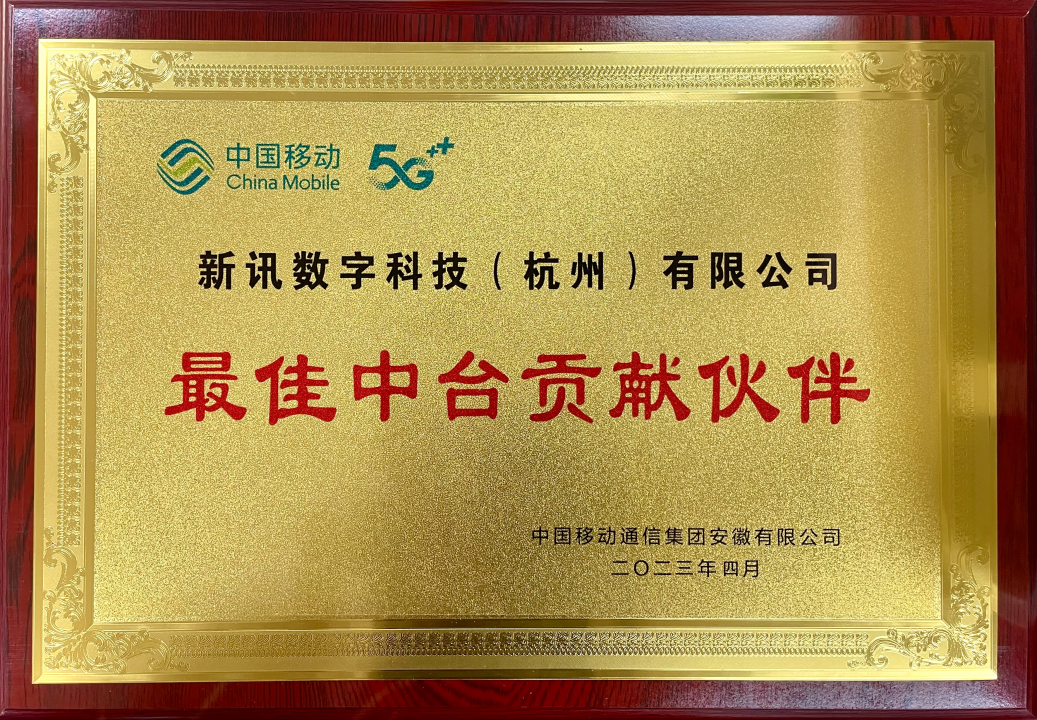 中国移动 5G++
China Mobile
新讯数字科技（杭州）有限公司
最佳中台贡献伙伴
中国移动通信集团安徽有限公司
二〇二三年四月